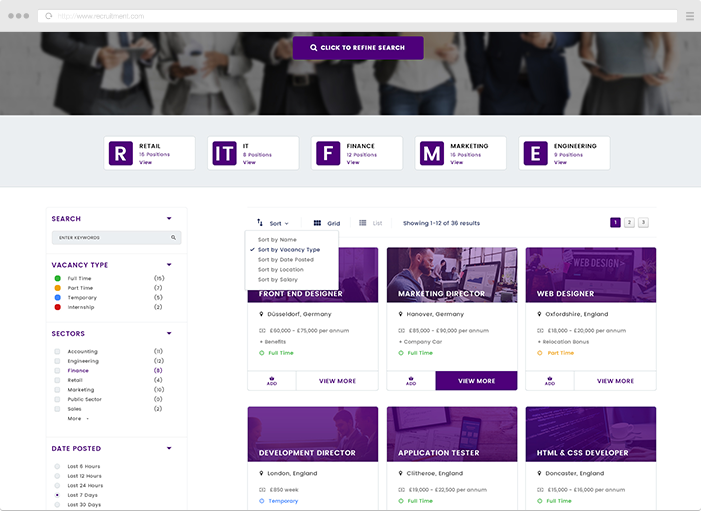 http://www.recruitment.com
CLICK TO REFINE SEARCH
R
RETAIL
16 Positions
View
IT
IT
8 Positions
View
F
FINANCE
12 Positions
View
M
MARKETING
16 Positions
View
E
ENGINEERING
9 Positions
View
SEARCH
ENTER KEYWORDS
VACANCY TYPE
Full Time (15)
Part Time (7)
Temporary (5)
Internship (2)
SECTORS
Accounting (11)
Engineering (12)
Finance (8)
Retail (4)
Marketing (10)
Public Sector (0)
Sales (2)
More +
DATE POSTED
Last 6 Hours
Last 12 Hours
Last 24 Hours
Last 7 Days
Last 30 Days
Sort Grid List Showing 1-12 of 36 results 1 2 3
Sort by Name
Sort by Vacancy Type
Sort by Date Posted
Sort by Location
Sort by Salary
FRONT END DESIGNER
Düsseldorf, Germany
£60,000 - £75,000 per annum
+ Benefits
Full Time
ADD VIEW MORE
MARKETING DIRECTOR
Hanover, Germany
£85,000 - £90,000 per annum
+ Company Car
Full Time
ADD VIEW MORE
WEB DESIGN
WEB DESIGNER
Oxfordshire, England
£18,000 - £20,000 per annum
+ Relocation Bonus
Part Time
ADD VIEW MORE
DEVELOPMENT DIRECTOR
London, England
£850 week
Temporary
APPLICATION TESTER
Clitheroe, England
£19,000 - £32,500 per annum
Full Time
HTML & CSS DEVELOPER
Doncaster, England
£15,000 - £16,000 per annum
Full Time